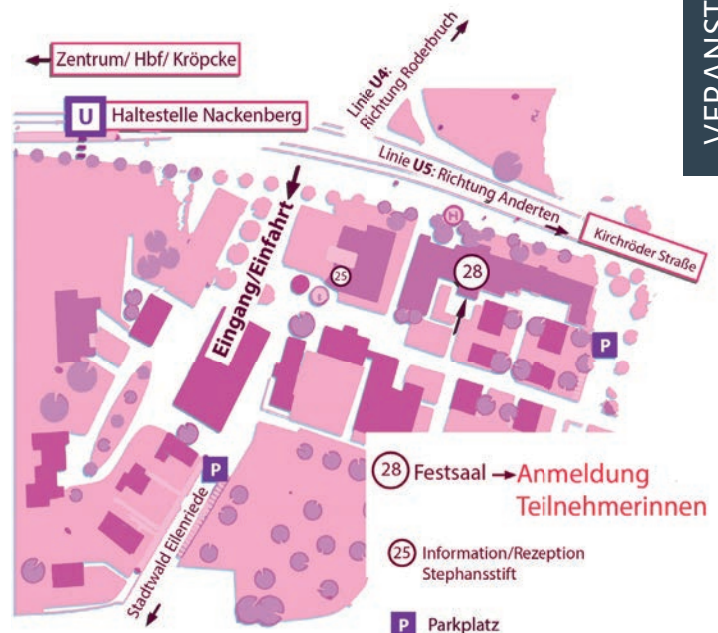 Zentrum/ Hbf/ Kröpcke
U Haltestelle Nackenberg
Linie U4:
Richtung Roderbruch
Linie U5: Richtung Anderten
Kirchröder Straße
VERANST
Eingang/Einfahrt
H
25
28
i
P
P
Stadtwald Eilenriede
28 Festsaal → Anmeldung
Teilnehmerinnen
25 Information/Rezeption
Stephansstift
P Parkplatz